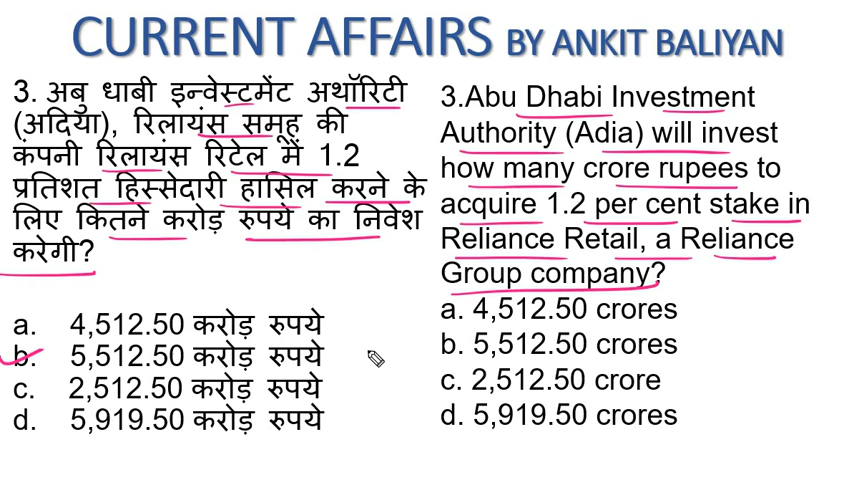 CURRENT AFFAIRS BY ANKIT BALIYAN
3. अबु धाबी इन्वेस्टमेंट अथॉरिटी
(अदिया), रिलायंस समूह की
कंपनी रिलायंस रिटेल में 1.2
प्रतिशत हिस्सेदारी हासिल करने के
लिए कितने करोड़ रुपये का निवेश
करेगी?
a. 4,512.50 करोड़ रुपये
b. 5,512.50 करोड़ रुपये
c. 2,512.50 करोड़ रुपये
d. 5,919.50 करोड़ रुपये
3.Abu Dhabi Investment
Authority (Adia) will invest
how many crore rupees to
acquire 1.2 per cent stake in
Reliance Retail, a Reliance
Group company?
a. 4,512.50 crores
b. 5,512.50 crores
c. 2,512.50 crore
d. 5,919.50 crores